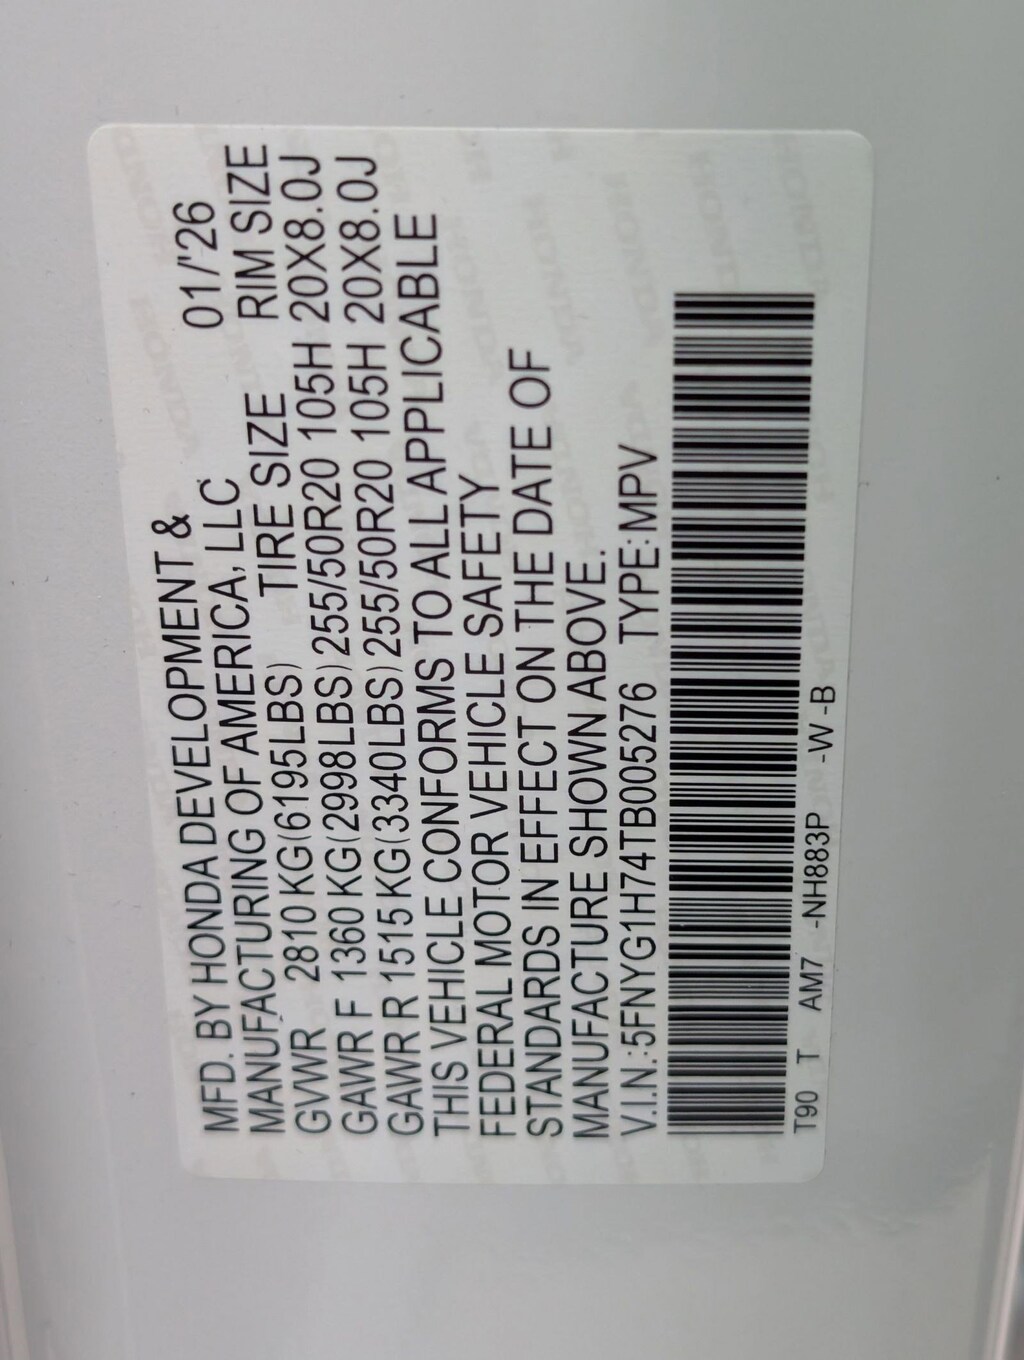 MFD. BY HONDA DEVELOPMENT &
MANUFACTURING OF AMERICA, LLC 01/'26
GVWR 2810 KG(6195LBS) TIRE SIZE RIM SIZE
GAWR F 1360 KG(2998LBS) 255/50R20 105H 20X8.0J
GAWR R 1515 KG(3340LBS) 255/50R20 105H 20X8.0J
THIS VEHICLE CONFORMS TO ALL APPLICABLE
FEDERAL MOTOR VEHICLE SAFETY
STANDARDS IN EFFECT ON THE DATE OF
MANUFACTURE SHOWN ABOVE.
V.I.N.:5FNYG1H74TB005276 TYPE:MPV
T90 T AM7 -NH883P -W -B